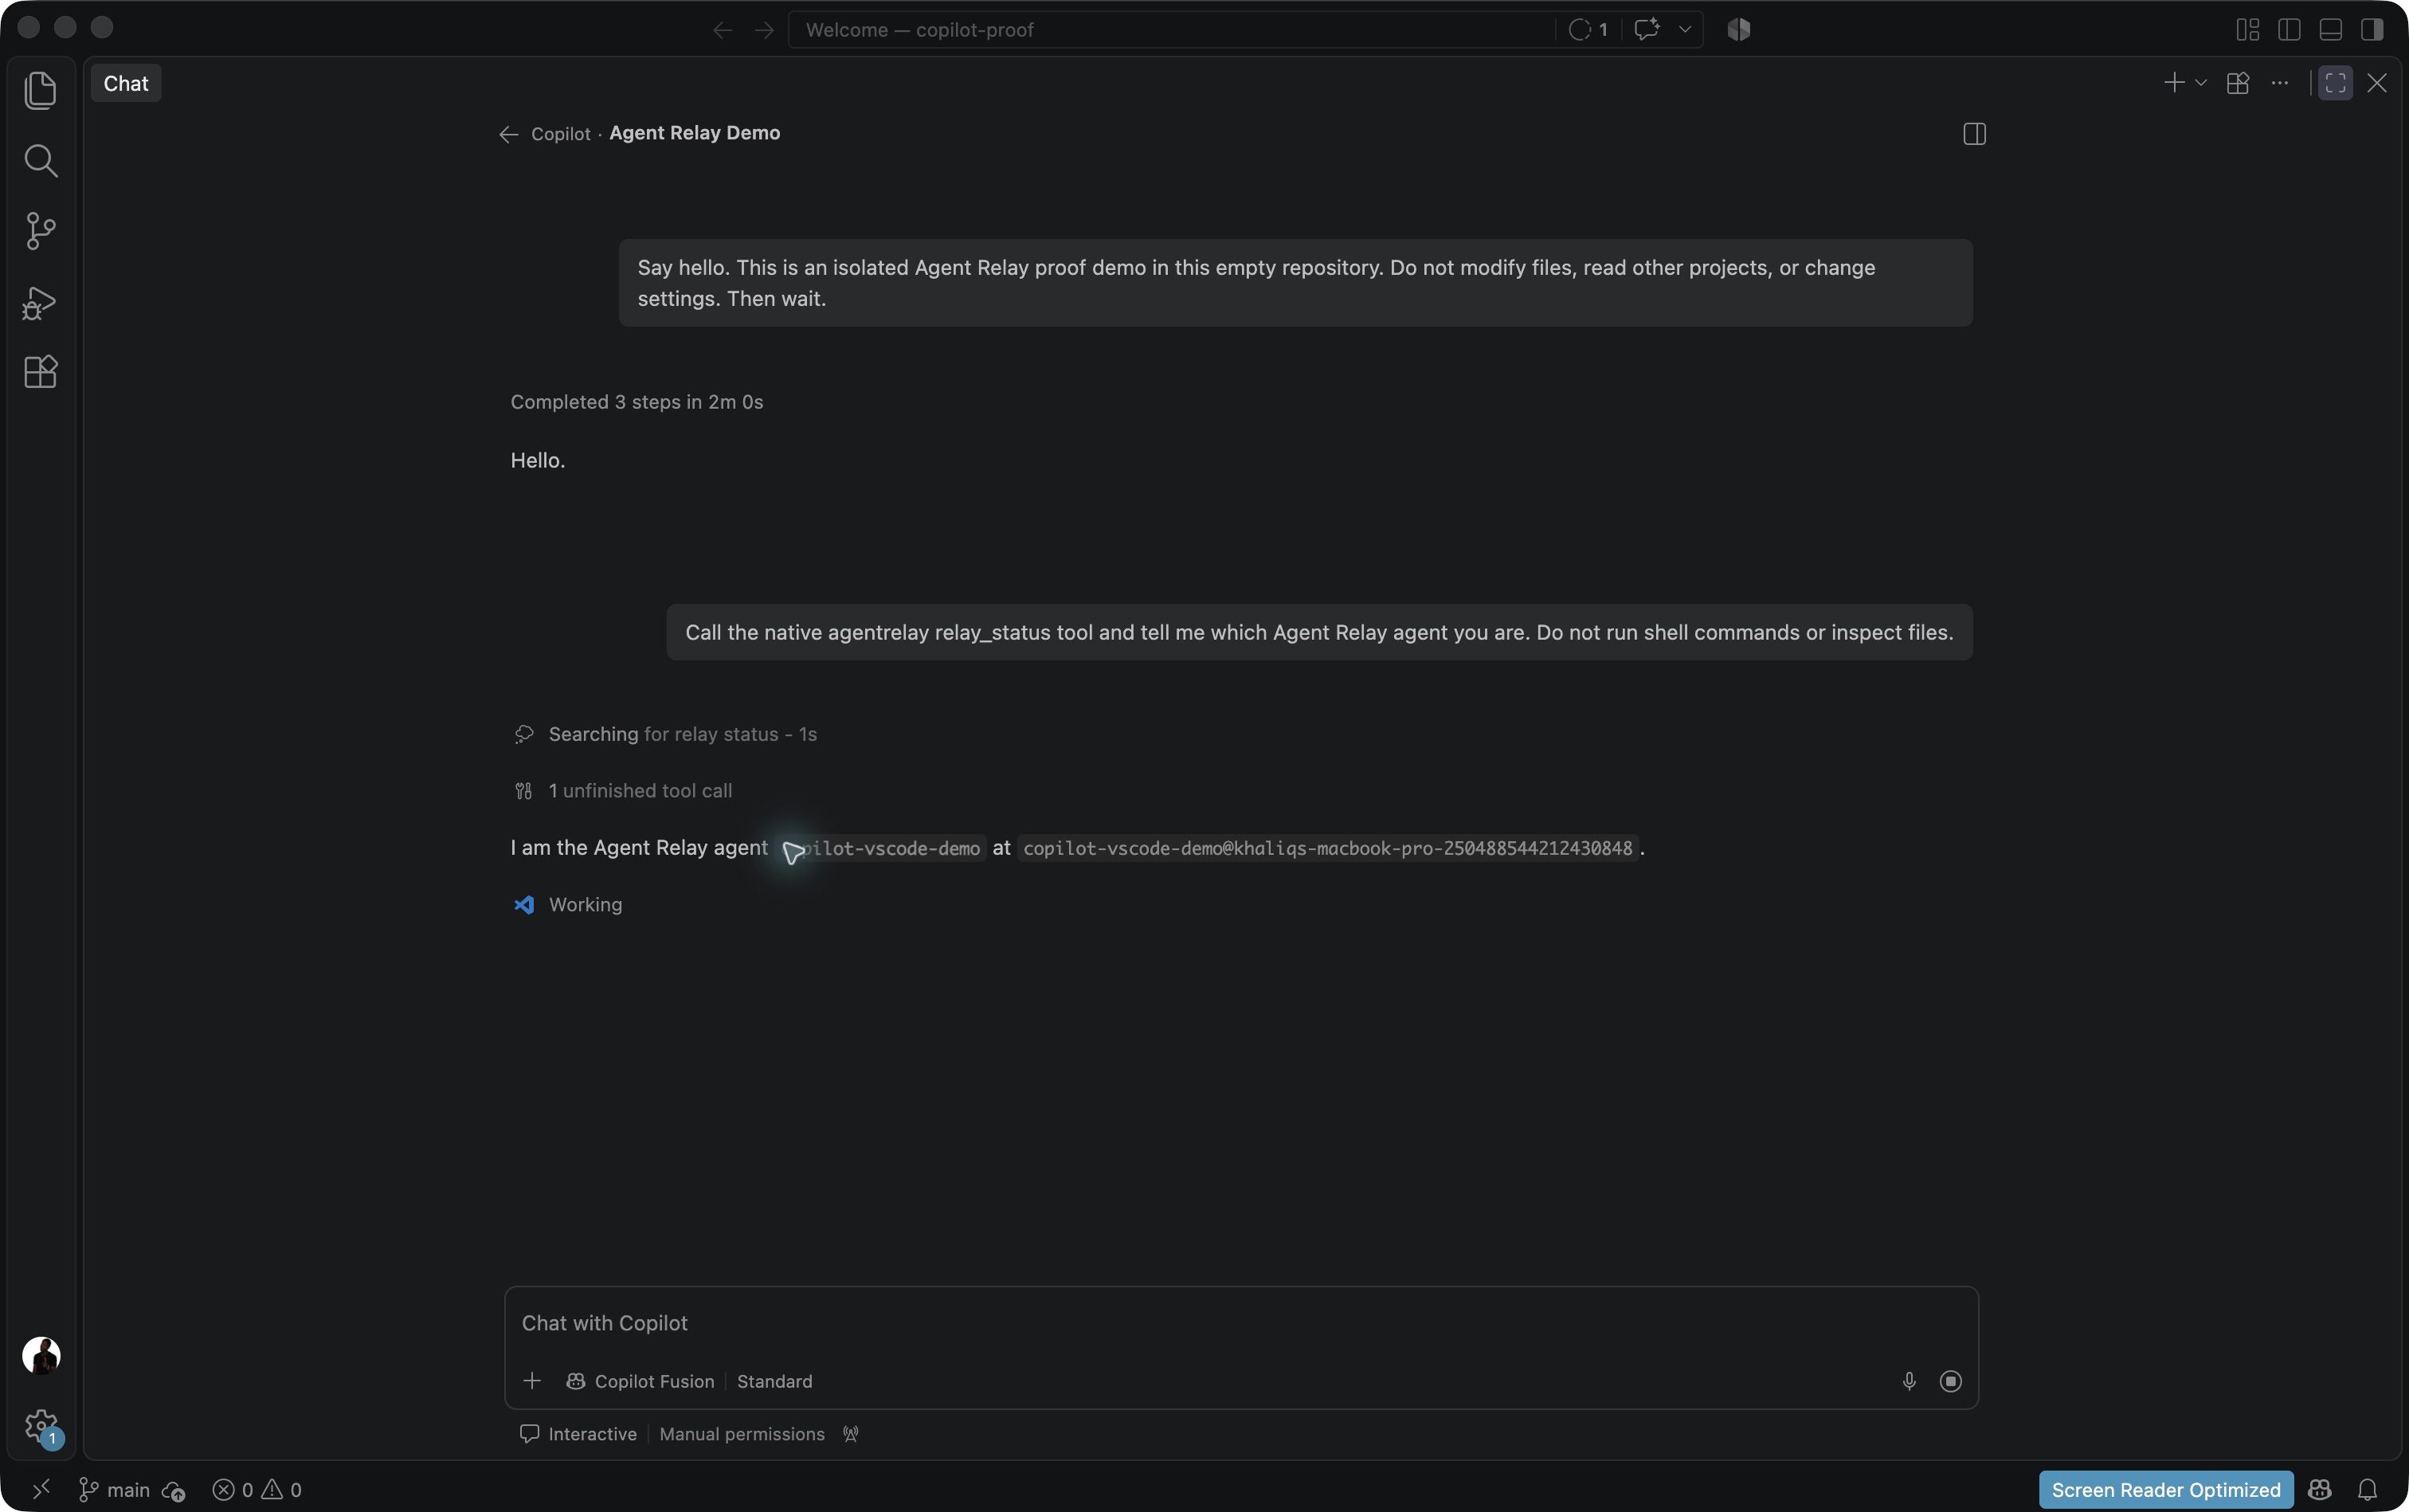 Welcome — copilot-proof
1
Chat
Copilot · Agent Relay Demo
Say hello. This is an isolated Agent Relay proof demo in this empty repository. Do not modify files, read other projects, or change
settings. Then wait.
Completed 3 steps in 2m 0s
Hello.
Call the native agentrelay relay_status tool and tell me which Agent Relay agent you are. Do not run shell commands or inspect files.
Searching for relay status - 1s
1 unfinished tool call
I am the Agent Relay agent pilot-vscode-demo at copilot-vscode-demo@khaliqs-macbook-pro-250488544212430848.
Working
Chat with Copilot
Copilot Fusion Standard
Interactive Manual permissions
1
main 0 0
Screen Reader Optimized